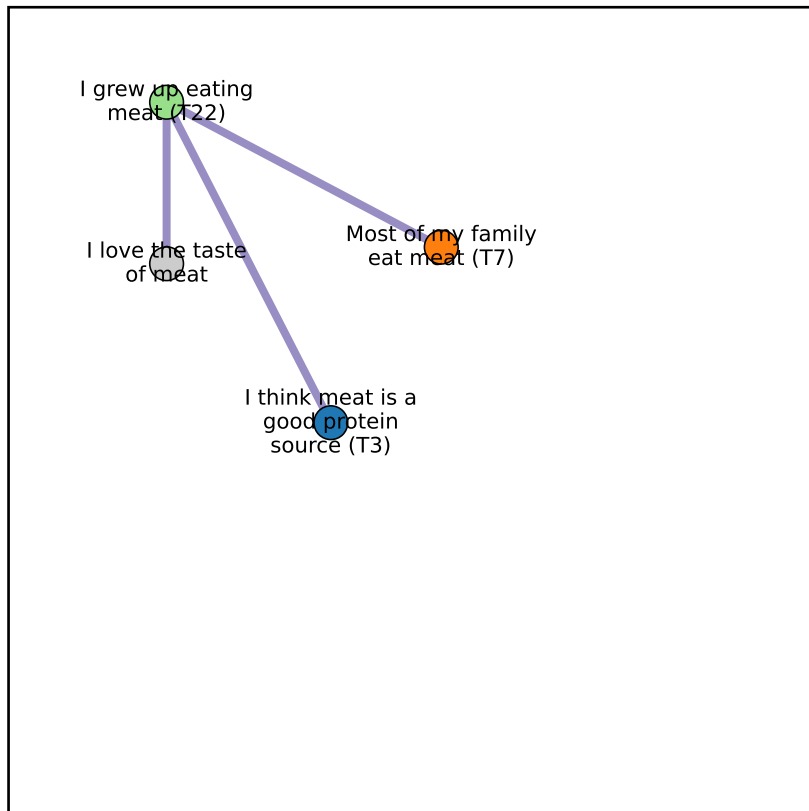 I grew up eating
meat (T22)
Most of my family
eat meat (T7)
I love the taste
of meat
I think meat is a
good protein
source (T3)